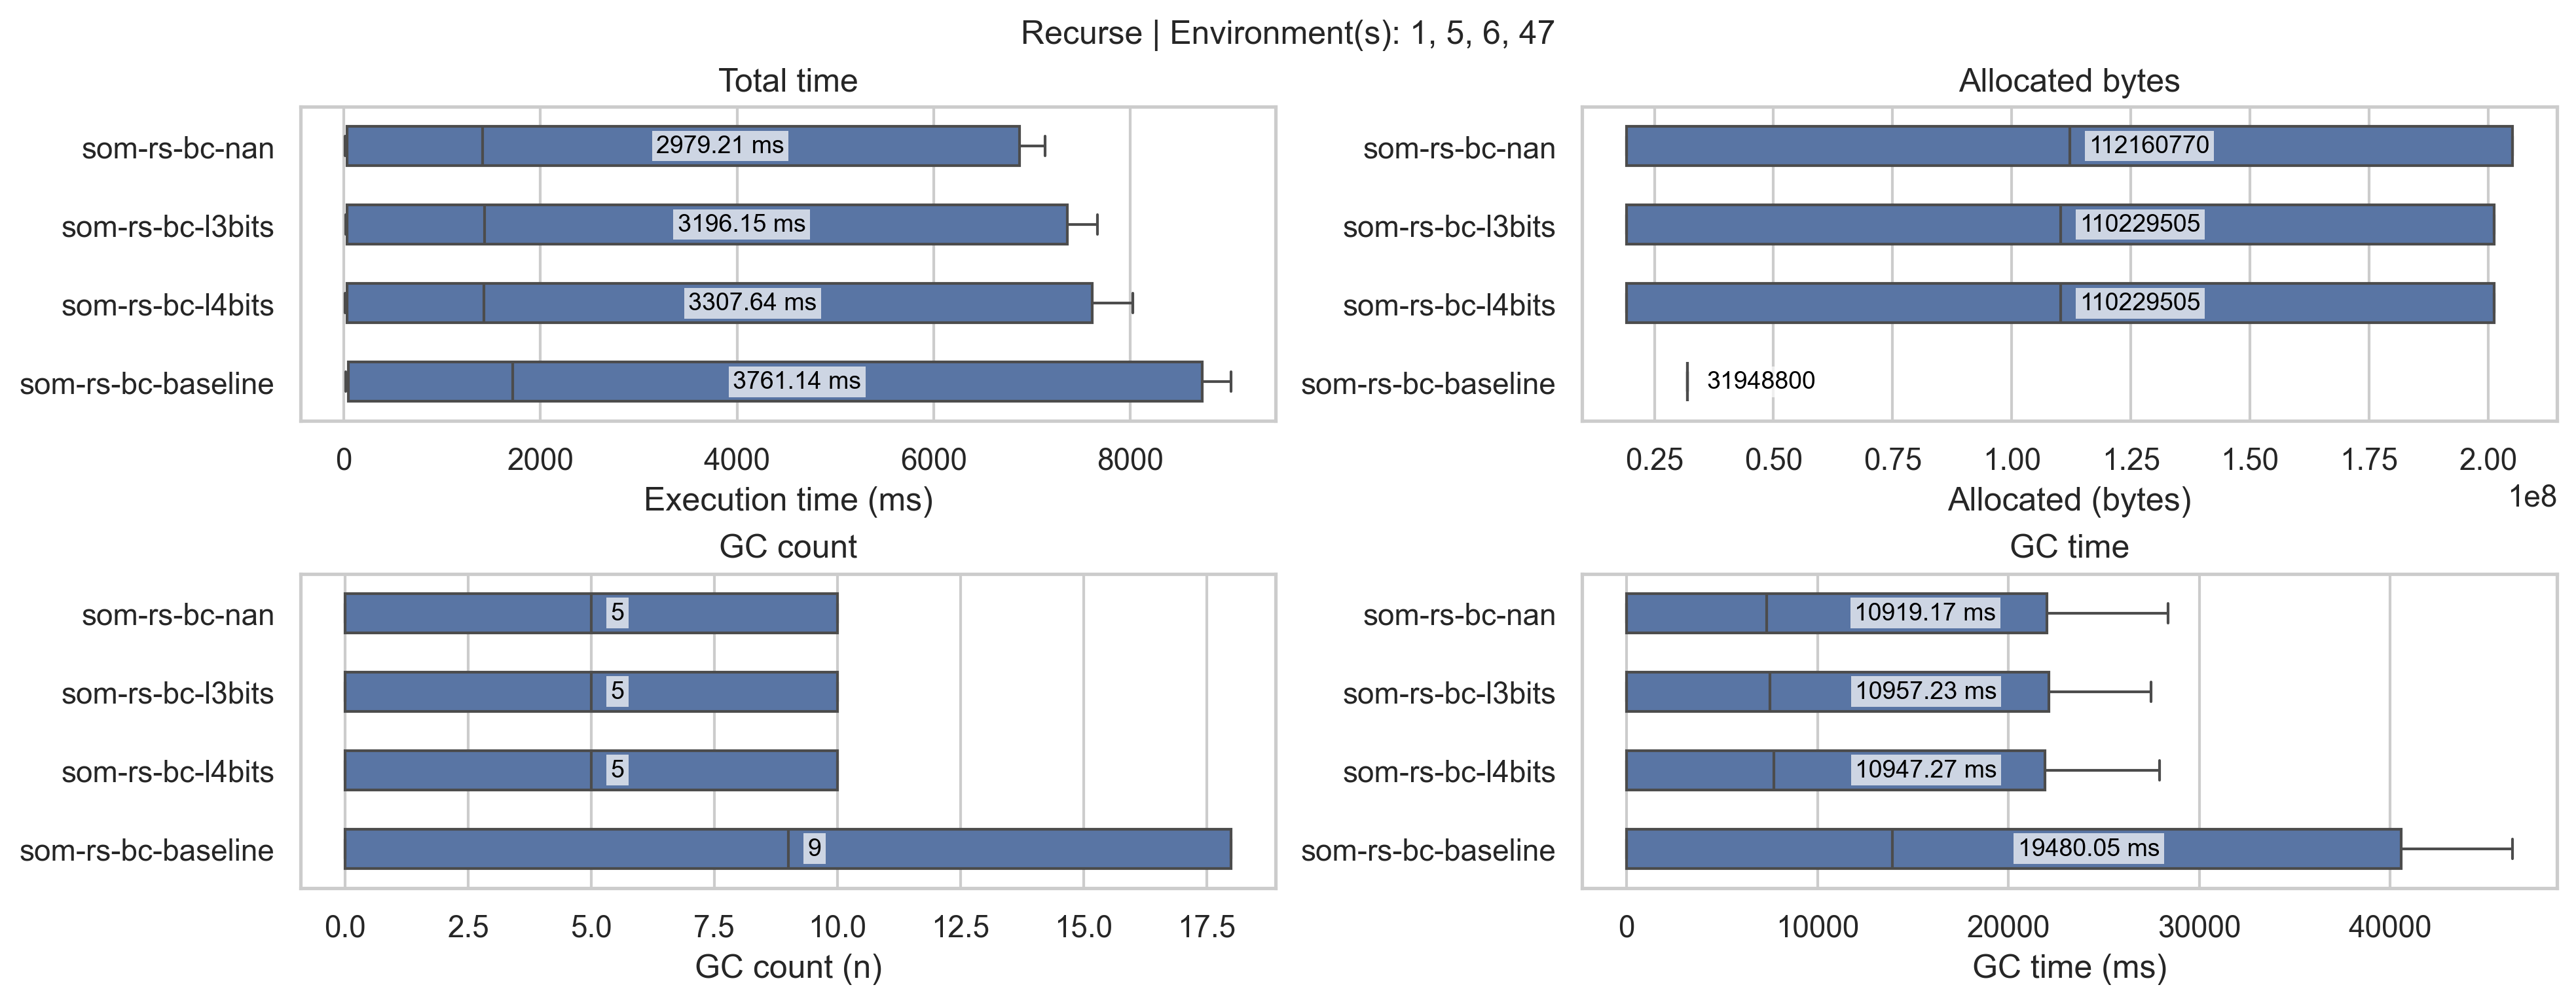 Recurse | Environment(s): 1, 5, 6, 47
Total time
som-rs-bc-nan
2979.21 ms
som-rs-bc-l3bits
3196.15 ms
som-rs-bc-l4bits
3307.64 ms
som-rs-bc-baseline
3761.14 ms
0 2000 4000 6000 8000
Execution time (ms)
Allocated bytes
som-rs-bc-nan
112160770
som-rs-bc-l3bits
110229505
som-rs-bc-l4bits
110229505
som-rs-bc-baseline
31948800
0.25 0.50 0.75 1.00 1.25 1.50 1.75 2.00
1e8
Allocated (bytes)
GC count
som-rs-bc-nan
5
som-rs-bc-l3bits
5
som-rs-bc-l4bits
5
som-rs-bc-baseline
9
0.0 2.5 5.0 7.5 10.0 12.5 15.0 17.5
GC count (n)
GC time
som-rs-bc-nan
10919.17 ms
som-rs-bc-l3bits
10957.23 ms
som-rs-bc-l4bits
10947.27 ms
som-rs-bc-baseline
19480.05 ms
0 10000 20000 30000 40000
GC time (ms)